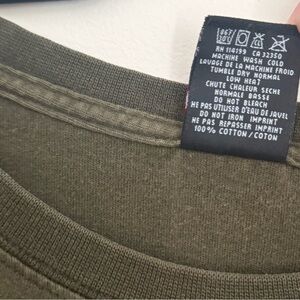 RN 114199 CA 32350
MACHINE WASH COLD
LAVAGE DE LA MACHINE FROID
TUMBLE DRY NORMAL
LOW HEAT
CHUTE CHALEUR SECHE
NORMALE BASSE
DO NOT BLEACH
NE PAS UTILISER D'EAU DE JAVEL
DO NOT IRON IMPRINT
NE PAS REPASSER IMPRINT
100% COTTON/COTON